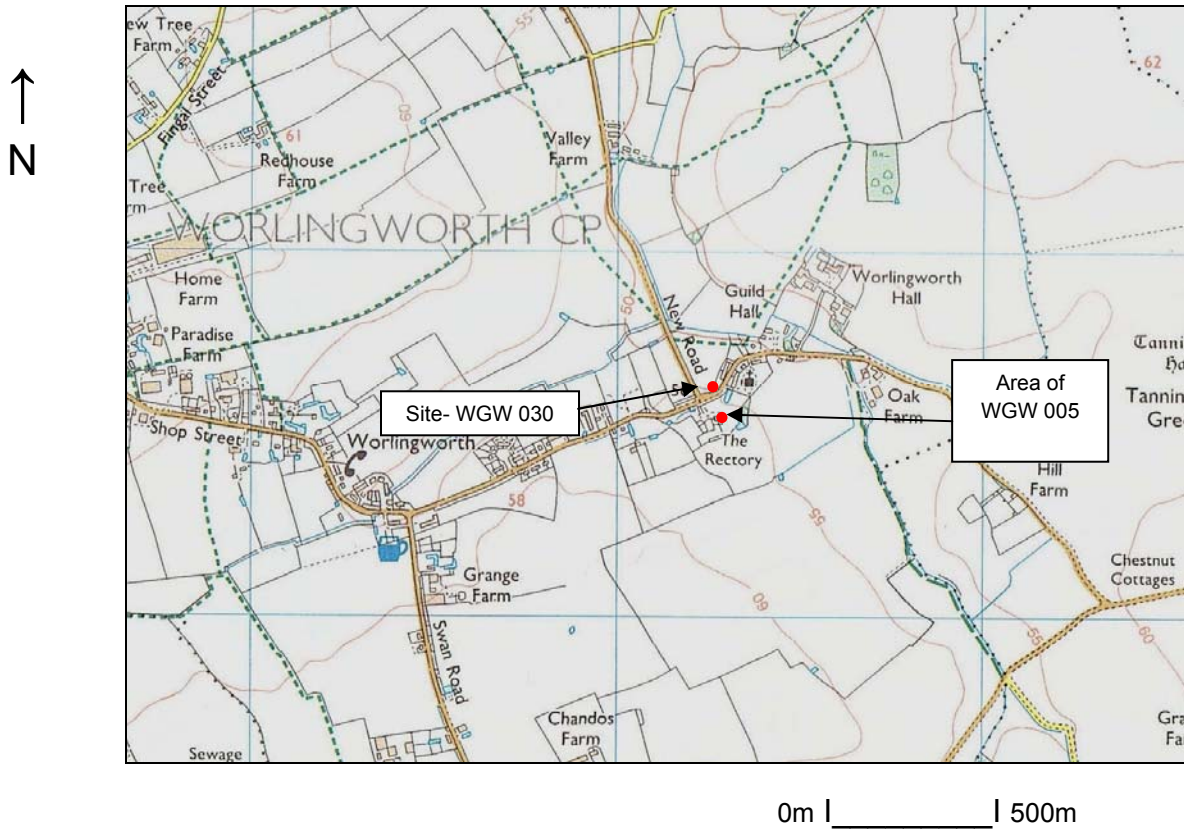 ew Tree
Farm
55
62
Fingal Street
60
61
Redhouse
Farm
Valley
Farm
N
Tree
rm
WORLINGWORTH CP
Home
Farm
Guild
Hall
Worlingworth
Hall
50
New Road
Paradise
Farm
Tanni
Ha
Tannin
Gree
Site- WGW 030
Area of
WGW 005
Oak
Farm
Shop Street
Worlingworth
The
Rectory
Hill
Farm
58
55
Grange
Farm
60
Chestnut
Cottages
55
60
Swan Road
Chandos
Farm
Sewage
Gra
Fa
0m 500m